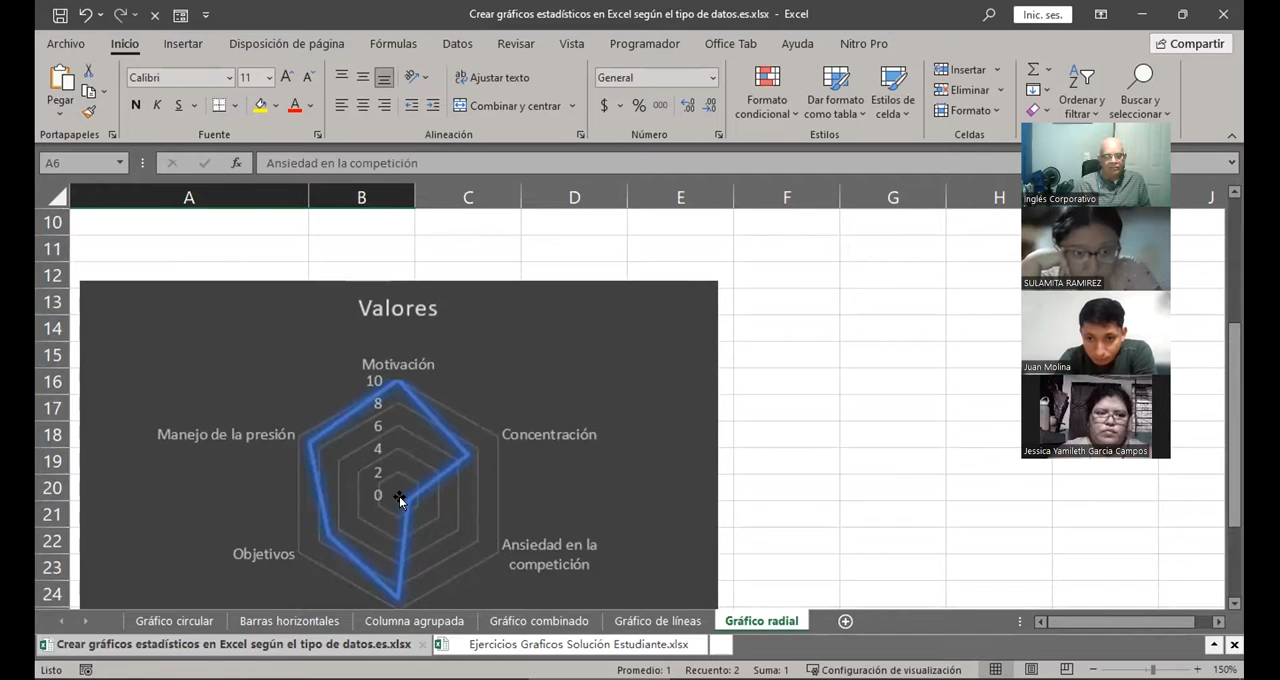 Crear gráficos estadísticos en Excel según el tipo de datos.es.xlsx - Excel
Inic. ses.
Archivo Inicio Insertar Disposición de página Fórmulas Datos Revisar Vista Programador Office Tab Ayuda Nitro Pro Compartir
Pegar
Calibri 11
N K S
Ajustar texto
Combinar y centrar
General
$ % 000
Formato condicional
Dar formato como tabla
Estilos de celda
Insertar
Eliminar
Formato
Ordenar y filtrar
Buscar y seleccionar
Portapapeles Fuente Alineación Número Estilos Celdas
A6 fx Ansiedad en la competición
A B C D E F G H J
10
11
12
13
14
15
16
17
18
19
20
21
22
23
24
Valores
Motivación
10
8
6
4
2
0
Manejo de la presión
Concentración
Objetivos
Ansiedad en la
competición
Inglés Corporativo
SULAMITA RAMIREZ
Juan Molina
Jessica Yamileth Garcia Campos
Gráfico circular Barras horizontales Columna agrupada Gráfico combinado Gráfico de líneas Gráfico radial
Crear gráficos estadísticos en Excel según el tipo de datos.es.xlsx Ejercicios Graficos Solución Estudiante.xlsx
Listo Promedio: 1 Recuento: 2 Suma: 1 Configuración de visualización 150%